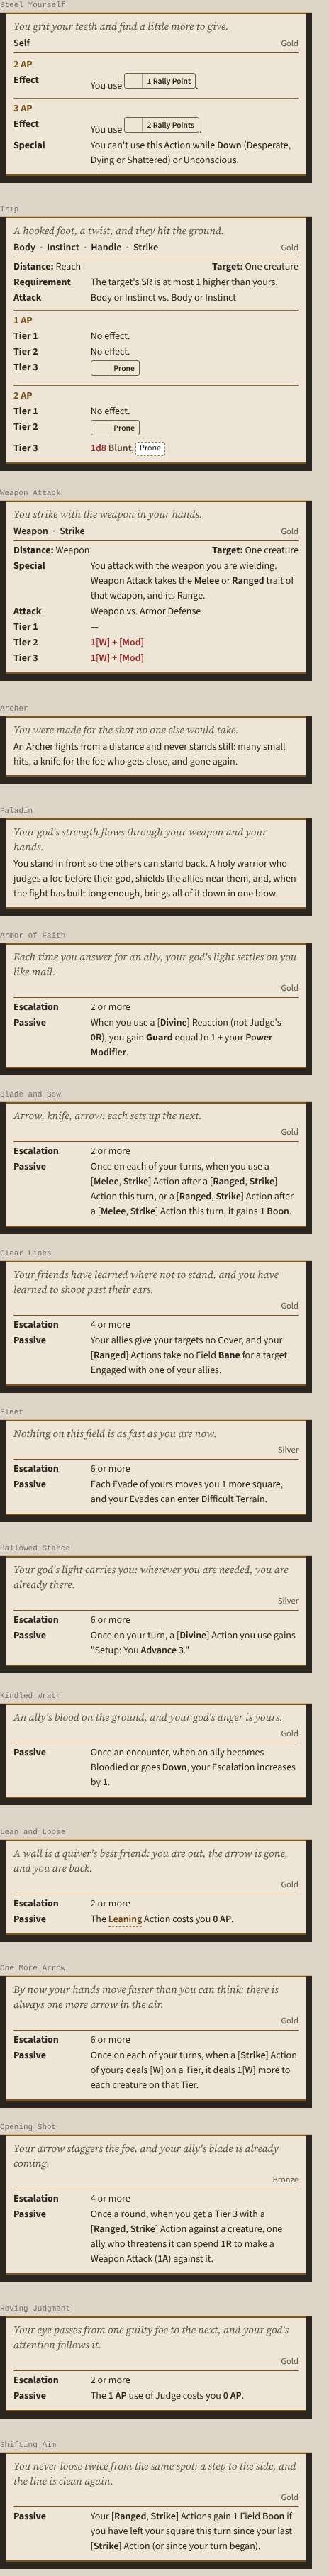 Steel Yourself
You grit your teeth and find a little more to give.
Self Gold
2 AP
Effect You use 1 Rally Point.
3 AP
Effect You use 2 Rally Points.
Special You can't use this Action while Down (Desperate,
Dying or Shattered) or Unconscious.
Trip
A hooked foot, a twist, and they hit the ground.
Body · Instinct · Handle · Strike Gold
Distance: Reach Target: One creature
Requirement The target's SR is at most 1 higher than yours.
Attack Body or Instinct vs. Body or Instinct
1 AP
Tier 1 No effect.
Tier 2 No effect.
Tier 3 Prone
2 AP
Tier 1 No effect.
Tier 2 Prone
Tier 3 1d8 Blunt; Prone
Weapon Attack
You strike with the weapon in your hands.
Weapon · Strike Gold
Distance: Weapon Target: One creature
Special You attack with the weapon you are wielding.
Weapon Attack takes the Melee or Ranged trait of
that weapon, and its Range.
Attack Weapon vs. Armor Defense
Tier 1 —
Tier 2 1[W] + [Mod]
Tier 3 1[W] + [Mod]
Archer
You were made for the shot no one else would take.
An Archer fights from a distance and never stands still: many small
hits, a knife for the foe who gets close, and gone again.
Paladin
Your god's strength flows through your weapon and your
hands.
You stand in front so the others can stand back. A holy warrior who
judges a foe before their god, shields the allies near them, and, when
the fight has built long enough, brings all of it down in one blow.
Armor of Faith
Each time you answer for an ally, your god's light settles on you
like mail.
Gold
Escalation 2 or more
Passive When you use a [Divine] Reaction (not Judge's
0R), you gain Guard equal to 1 + your Power
Modifier.
Blade and Bow
Arrow, knife, arrow: each sets up the next.
Gold
Escalation 2 or more
Passive Once on each of your turns, when you use a
[Melee, Strike] Action after a [Ranged, Strike]
Action this turn, or a [Ranged, Strike] Action after
a [Melee, Strike] Action this turn, it gains 1 Boon.
Clear Lines
Your friends have learned where not to stand, and you have
learned to shoot past their ears.
Gold
Escalation 4 or more
Passive Your allies give your targets no Cover, and your
[Ranged] Actions take no Field Bane for a target
Engaged with one of your allies.
Fleet
Nothing on this field is as fast as you are now.
Silver
Escalation 6 or more
Passive Each Evade of yours moves you 1 more square,
and your Evades can enter Difficult Terrain.
Hallowed Stance
Your god's light carries you: wherever you are needed, you are
already there.
Silver
Escalation 6 or more
Passive Once on your turn, a [Divine] Action you use gains
"Setup: You Advance 3."
Kindled Wrath
An ally's blood on the ground, and your god's anger is yours.
Gold
Passive Once an encounter, when an ally becomes
Bloodied or goes Down, your Escalation increases
by 1.
Lean and Loose
A wall is a quiver's best friend: you are out, the arrow is gone,
and you are back.
Gold
Escalation 2 or more
Passive The Leaning Action costs you 0 AP.
One More Arrow
By now your hands move faster than you can think: there is
always one more arrow in the air.
Gold
Escalation 6 or more
Passive Once on each of your turns, when a [Strike] Action
of yours deals [W] on a Tier, it deals 1[W] more to
each creature on that Tier.
Opening Shot
Your arrow staggers the foe, and your ally's blade is already
coming.
Bronze
Escalation 4 or more
Passive Once a round, when you get a Tier 3 with a
[Ranged, Strike] Action against a creature, one
ally who threatens it can spend 1R to make a
Weapon Attack (1A) against it.
Roving Judgment
Your eye passes from one guilty foe to the next, and your god's
attention follows it.
Gold
Escalation 2 or more
Passive The 1 AP use of Judge costs you 0 AP.
Shifting Aim
You never loose twice from the same spot: a step to the side, and
the line is clean again.
Gold
Passive Your [Ranged, Strike] Actions gain 1 Field Boon if
you have left your square this turn since your last
[Strike] Action (or since your turn began).